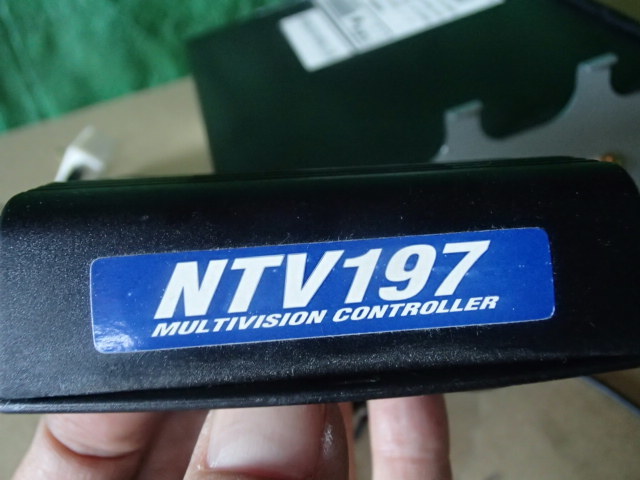 NTV197
MULTIVISION CONTROLLER